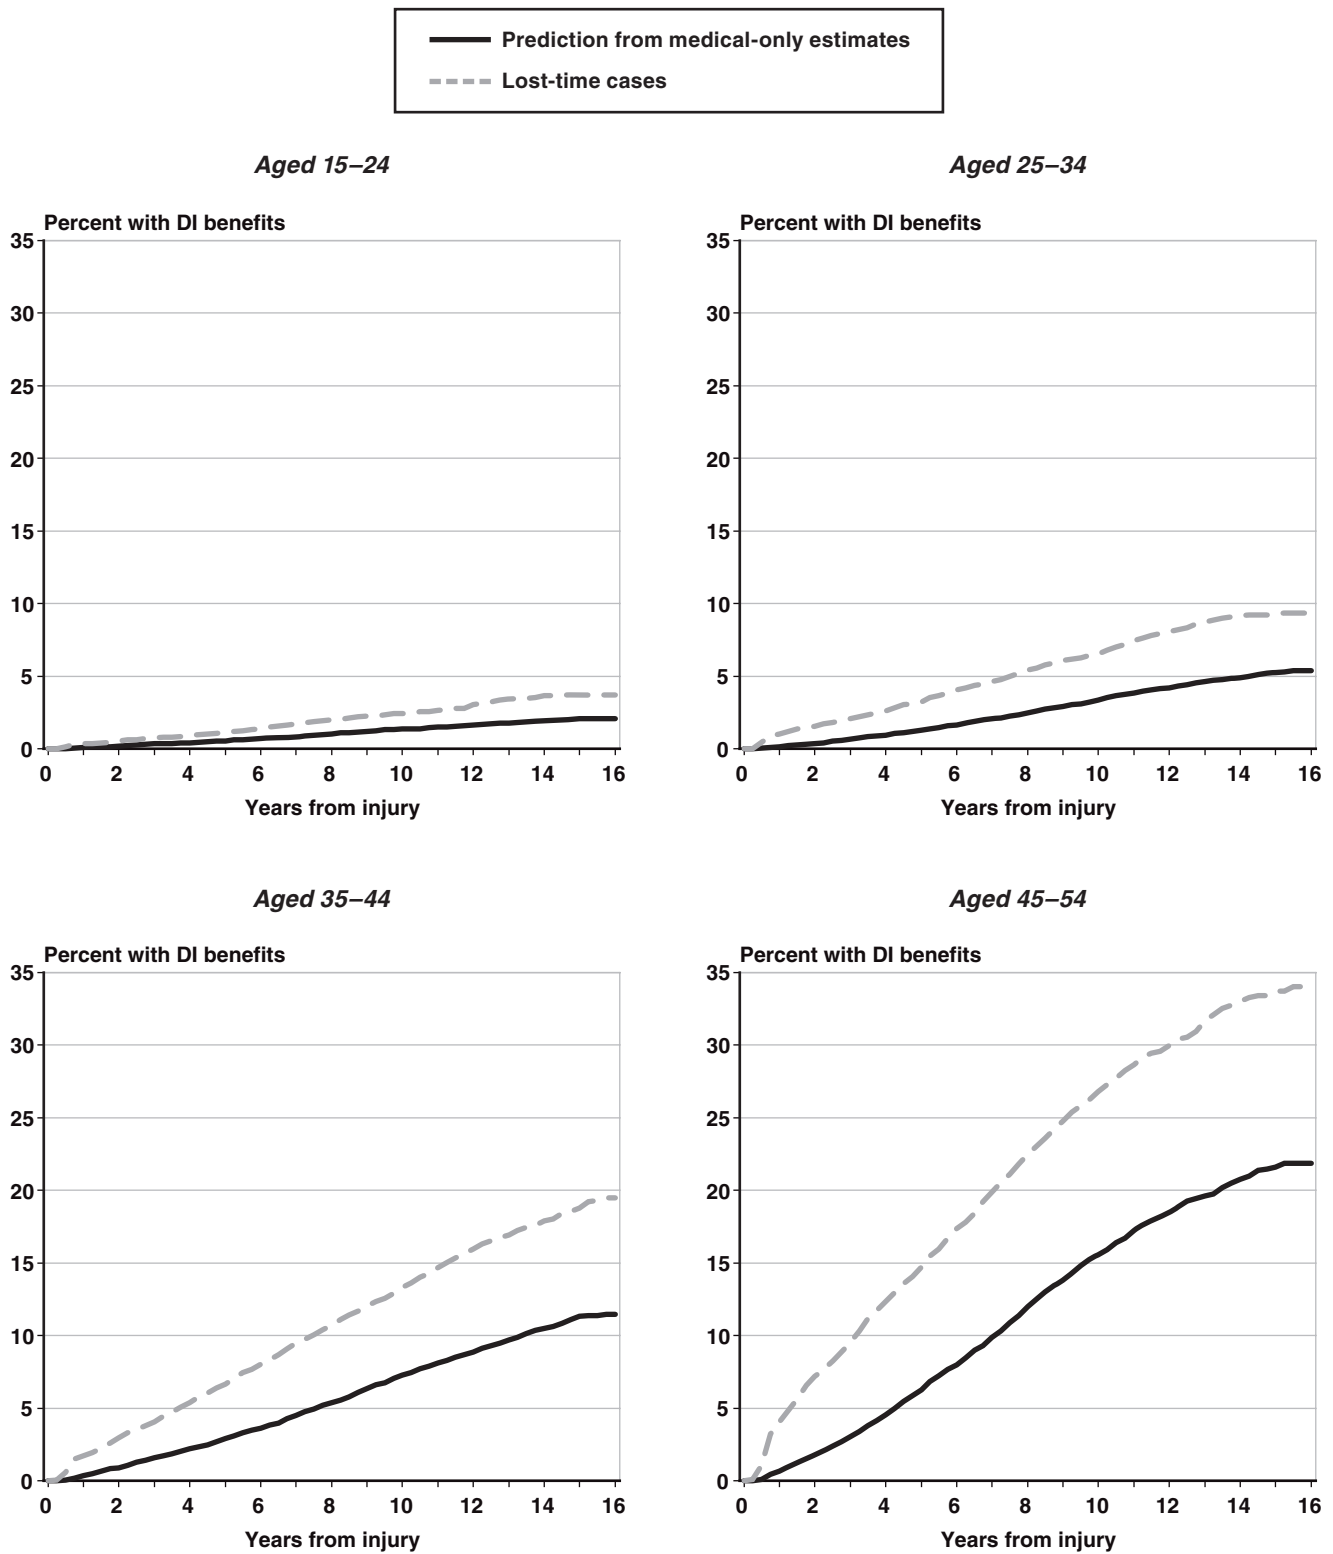 Prediction from medical-only estimates
Lost-time cases
Aged 15–24
Percent with DI benefits
35
30
25
20
15
10
5
0
0 2 4 6 8 10 12 14 16
Years from injury
Aged 25–34
Percent with DI benefits
35
30
25
20
15
10
5
0
0 2 4 6 8 10 12 14 16
Years from injury
Aged 35–44
Percent with DI benefits
35
30
25
20
15
10
5
0
0 2 4 6 8 10 12 14 16
Years from injury
Aged 45–54
Percent with DI benefits
35
30
25
20
15
10
5
0
0 2 4 6 8 10 12 14 16
Years from injury